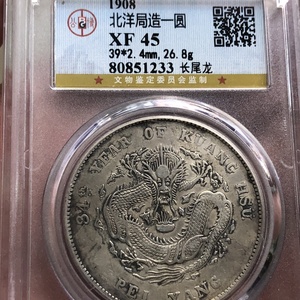 1908
北洋局造一圆
XF 45
39*2.4mm,26.8g
80851233 长尾龙
文物鉴定委员会监制
34TH YEAR OF KUANG HSU
PEI YANG